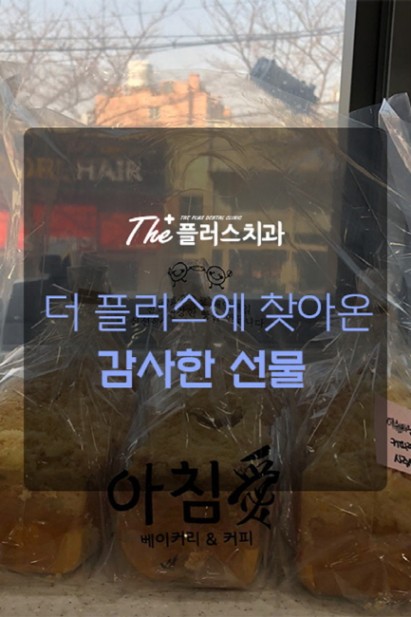 HAIR
THE PLUS DENTAL CLINIC
The+ 플러스치과
더 플러스에 찾아온
감사한 선물
아침愛
베이커리 & 커피